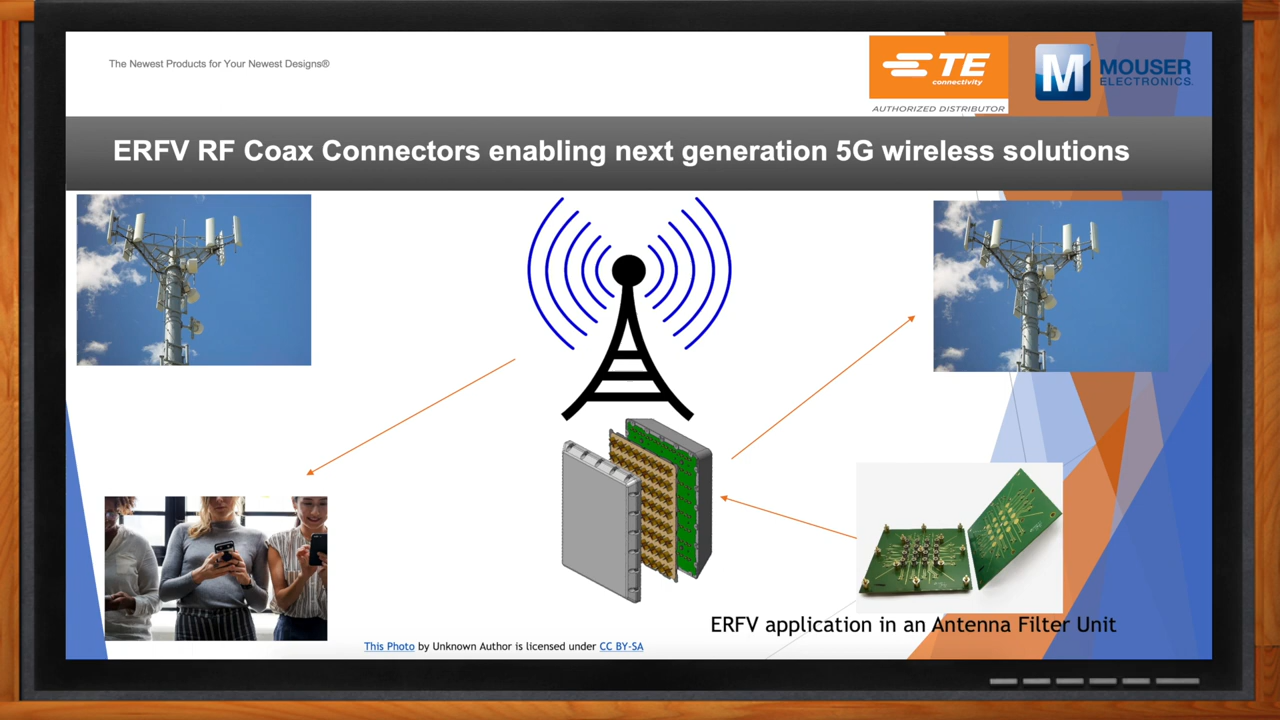 The Newest Products for Your Newest Designs®
TE
connectivity
AUTHORIZED DISTRIBUTOR
M
MOUSER
ELECTRONICS
ERFV RF Coax Connectors enabling next generation 5G wireless solutions
ERFV application in an Antenna Filter Unit
This Photo by Unknown Author is licensed under CC BY-SA